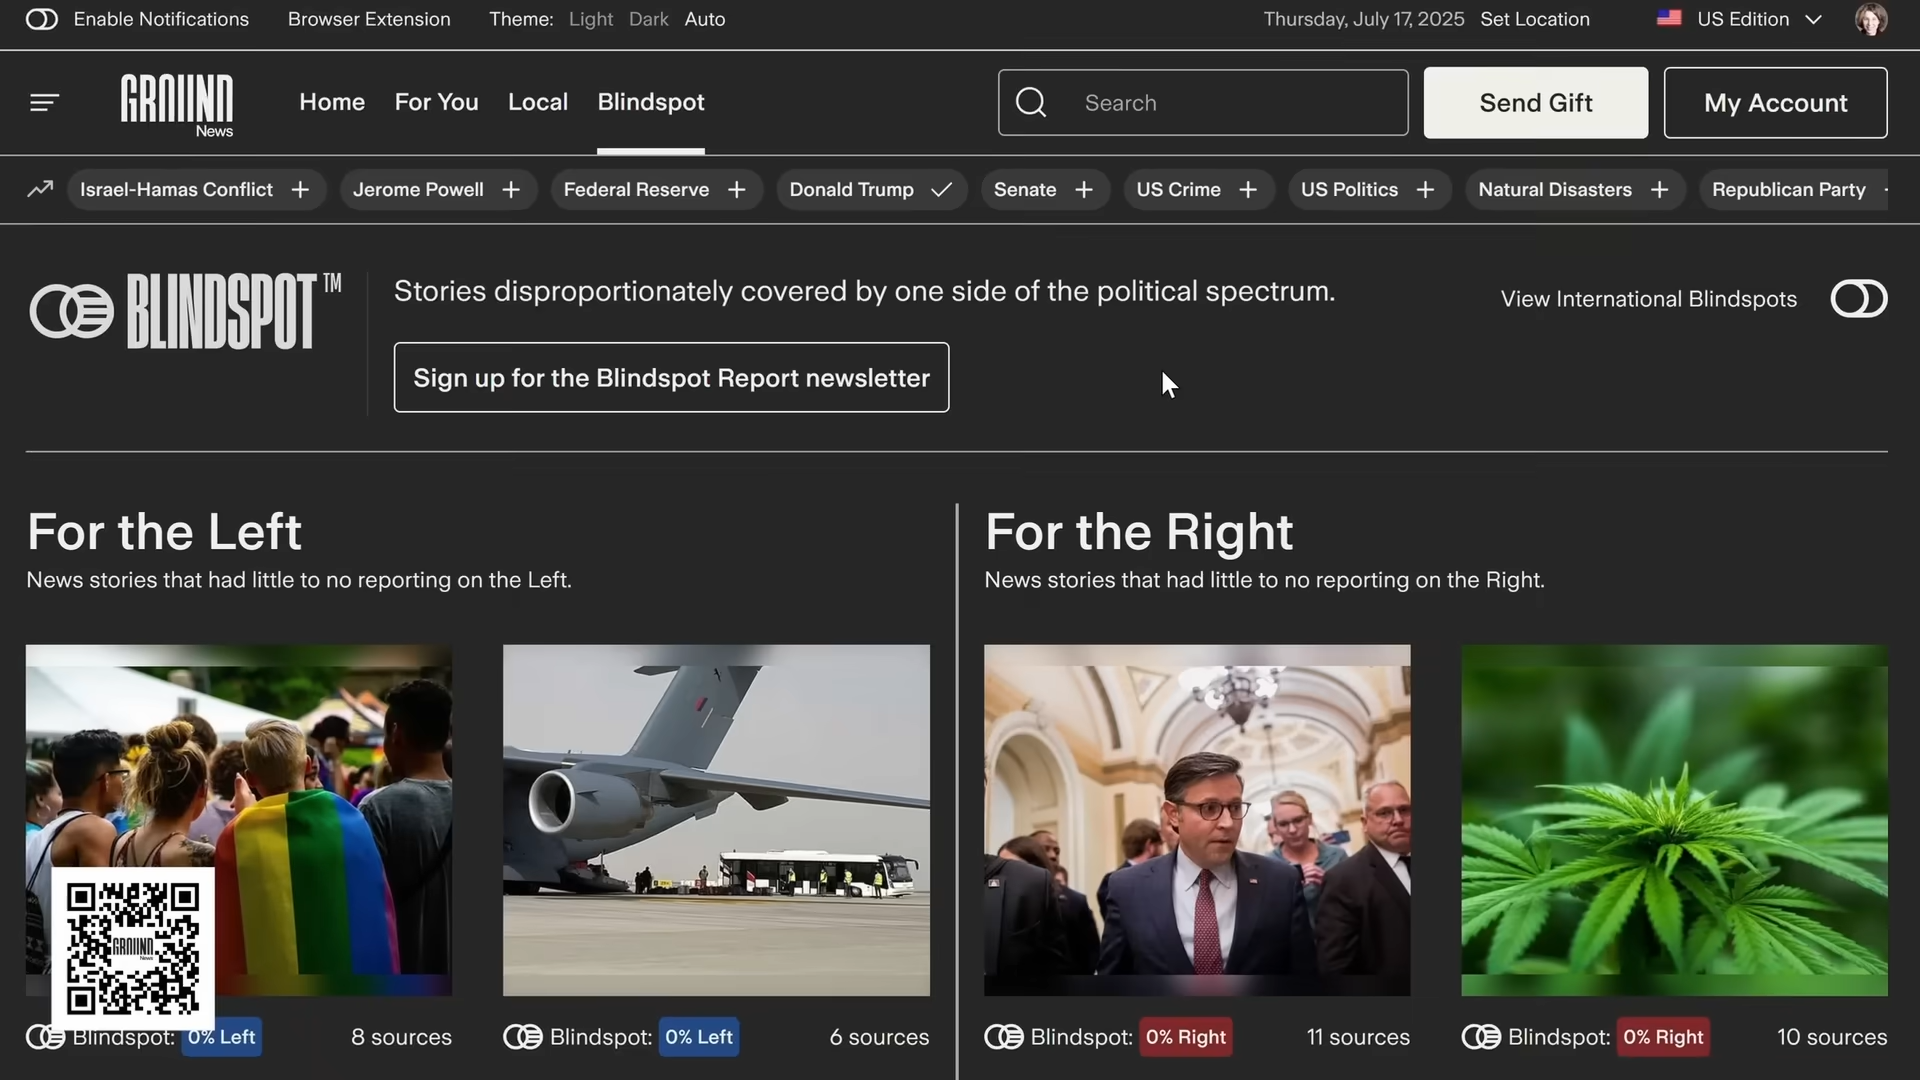 Enable Notifications Browser Extension Theme: Light Dark Auto Thursday, July 17, 2025 Set Location US Edition
GROUND News Home For You Local Blindspot Search Send Gift My Account
Israel-Hamas Conflict + Jerome Powell + Federal Reserve + Donald Trump Senate + US Crime + US Politics + Natural Disasters + Republican Party
BLINDSPOT™ Stories disproportionately covered by one side of the political spectrum. View International Blindspots
Sign up for the Blindspot Report newsletter
For the Left
News stories that had little to no reporting on the Left.
For the Right
News stories that had little to no reporting on the Right.
GROUND
News
Blindspot: 0% Left 8 sources
Blindspot: 0% Left 6 sources
Blindspot: 0% Right 11 sources
Blindspot: 0% Right 10 sources